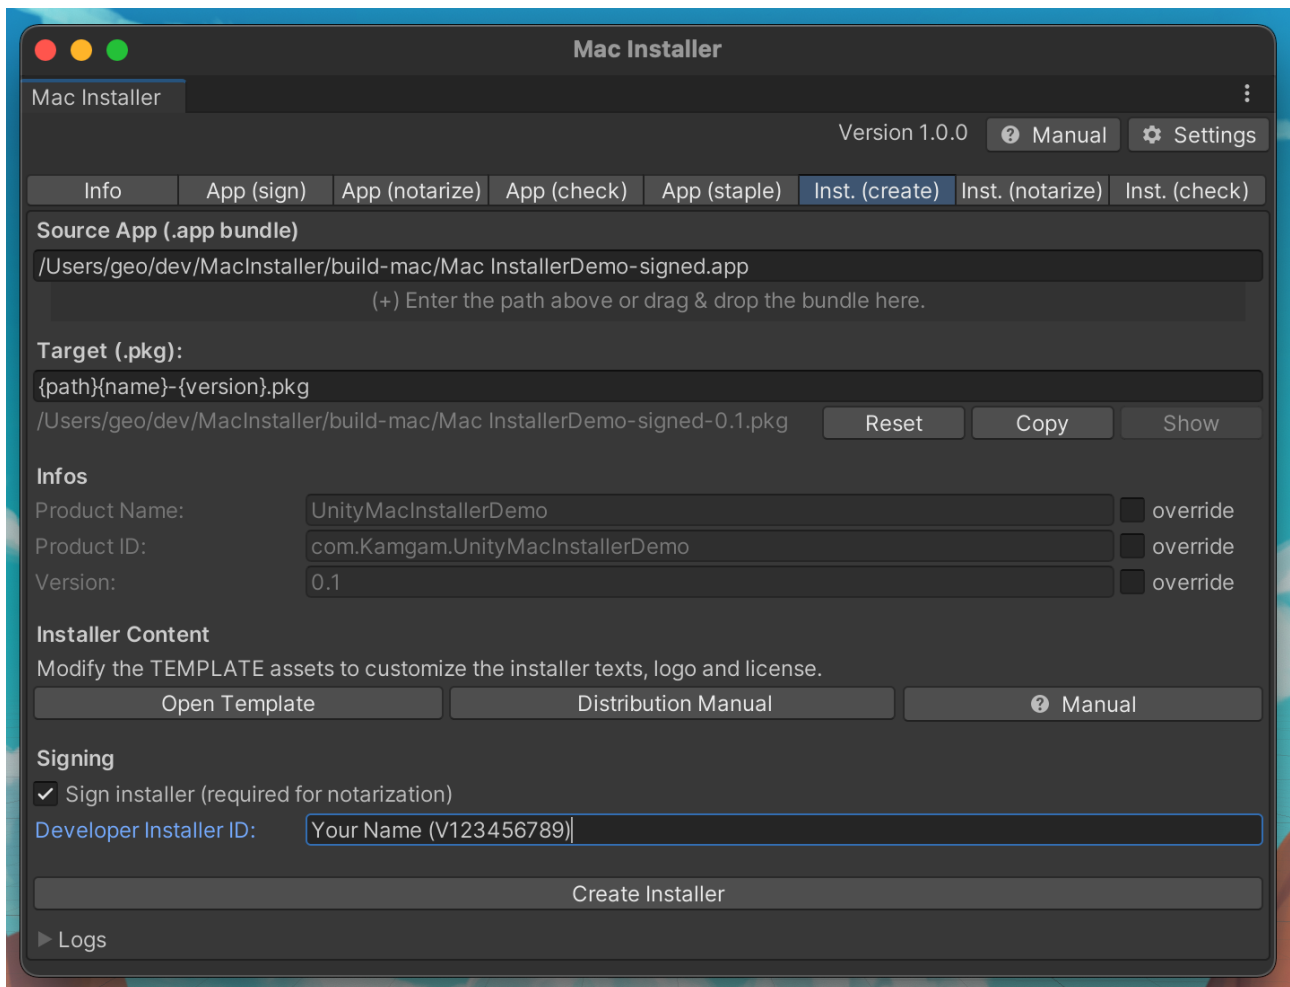 Mac Installer
Mac Installer
Version 1.0.0 Manual Settings
Info App (sign) App (notarize) App (check) App (staple) Inst. (create) Inst. (notarize) Inst. (check)
Source App (.app bundle)
/Users/geo/dev/MacInstaller/build-mac/Mac InstallerDemo-signed.app
(+) Enter the path above or drag & drop the bundle here.
Target (.pkg):
{path}{name}-{version}.pkg
/Users/geo/dev/MacInstaller/build-mac/Mac InstallerDemo-signed-0.1.pkg Reset Copy Show
Infos
Product Name: UnityMacInstallerDemo override
Product ID: com.Kamgam.UnityMacInstallerDemo override
Version: 0.1 override
Installer Content
Modify the TEMPLATE assets to customize the installer texts, logo and license.
Open Template Distribution Manual Manual
Signing
Sign installer (required for notarization)
Developer Installer ID: Your Name (V123456789)
Create Installer
Logs